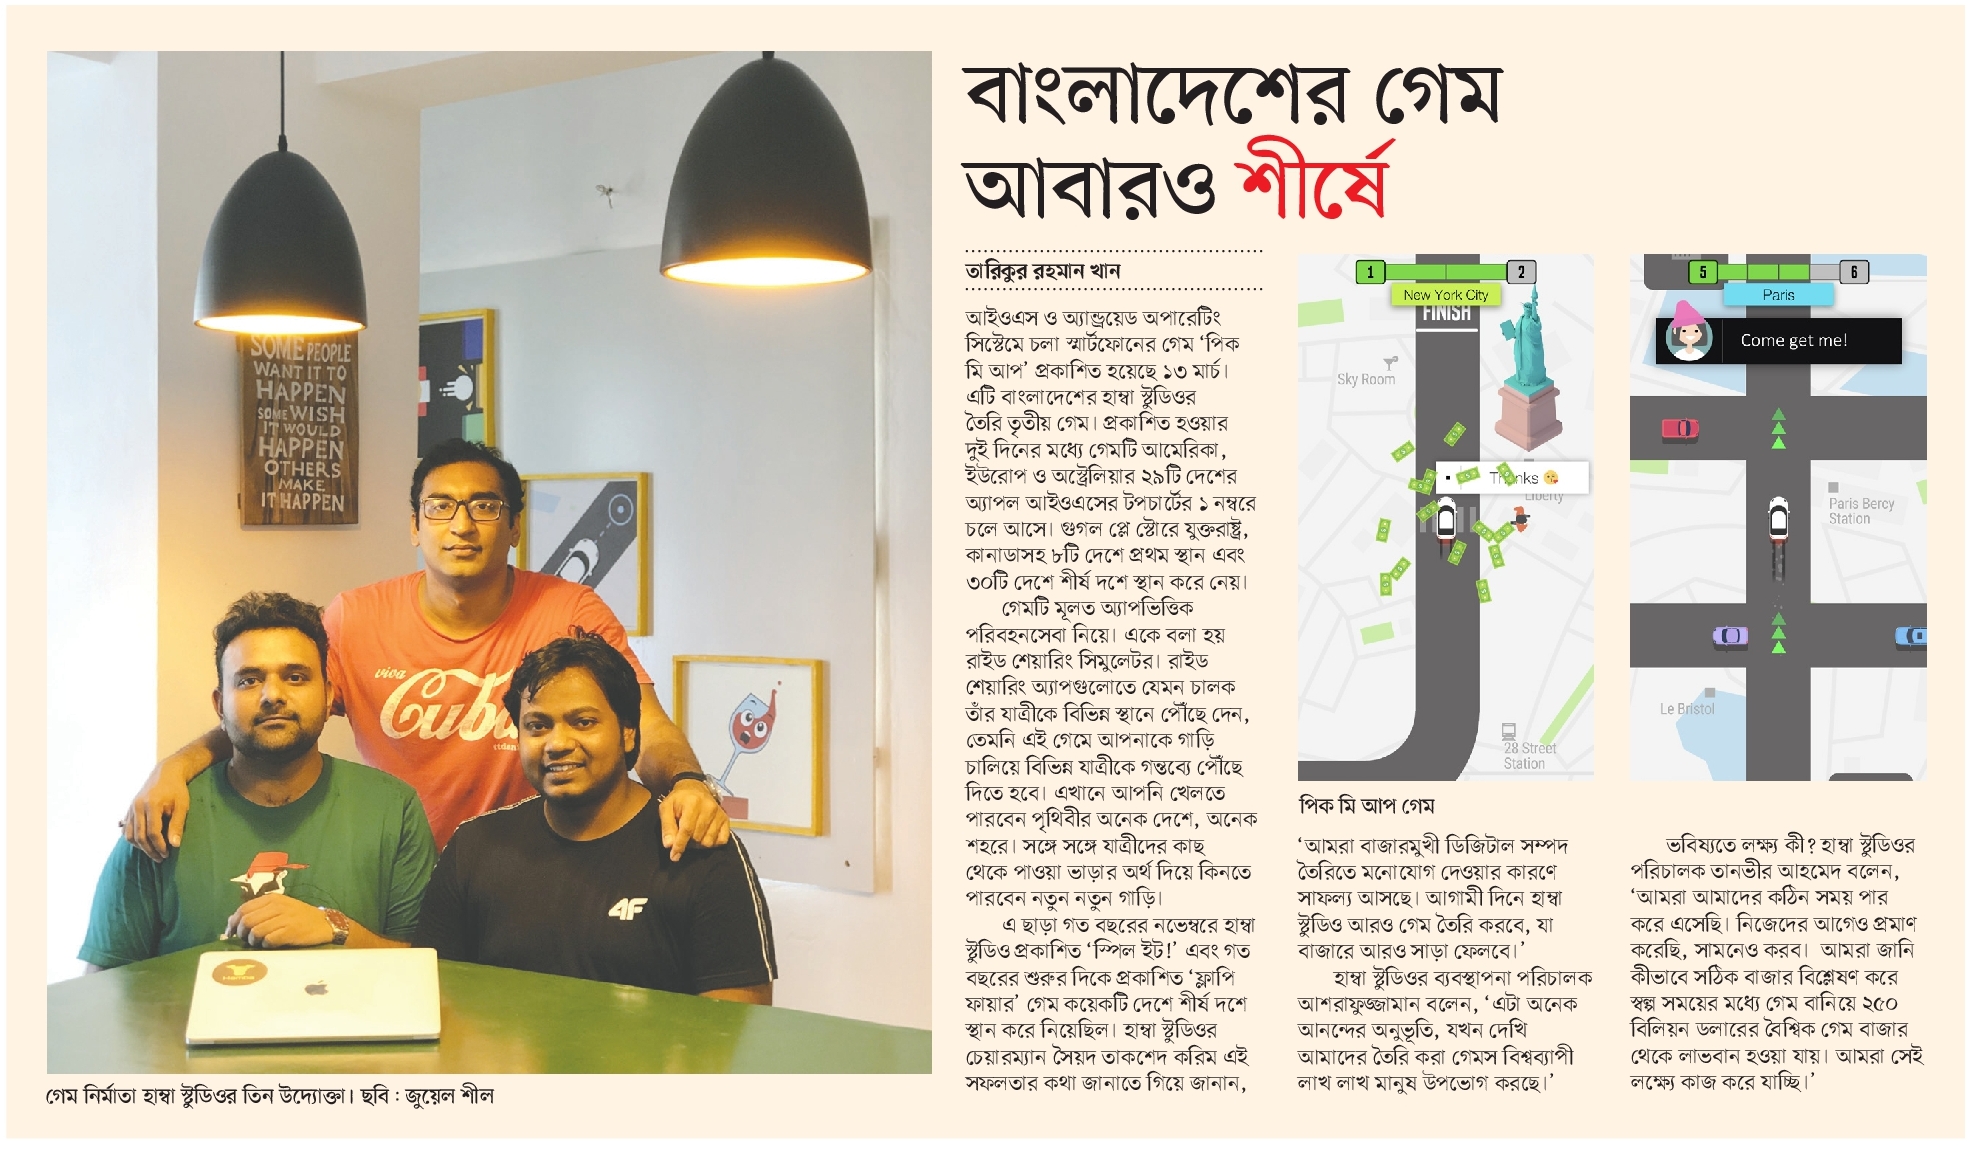 বাংলাদেশের গেম
আবারও শীর্ষে
তারিকুর রহমান খান
আইওএস ও অ্যান্ড্রয়েড অপারেটিং
সিস্টেমে চলা স্মার্টফোনের গেম ‘পিক
মি আপ’ প্রকাশিত হয়েছে ১৩ মার্চ।
এটি বাংলাদেশের হাম্বা স্টুডিওর
তৈরি তৃতীয় গেম। প্রকাশিত হওয়ার
দুই দিনের মধ্যে গেমটি আমেরিকা,
ইউরোপ ও অস্ট্রেলিয়ার ২৯টি দেশের
অ্যাপল আইওএসের টপচার্টের ১ নম্বরে
চলে আসে। গুগল প্লে স্টোরে যুক্তরাষ্ট্র,
কানাডাসহ ৮টি দেশে প্রথম স্থান এবং
৩০টি দেশে শীর্ষ দশে স্থান করে নেয়।
গেমটি মূলত অ্যাপভিত্তিক
পরিবহনসেবা নিয়ে। একে বলা হয়
রাইড শেয়ারিং সিমুলেটর। রাইড
শেয়ারিং অ্যাপগুলোতে যেমন চালক
তাঁর যাত্রীকে বিভিন্ন স্থানে পৌঁছে দেন,
তেমনি এই গেমে আপনাকে গাড়ি
চালিয়ে বিভিন্ন যাত্রীকে গন্তব্যে পৌঁছে
দিতে হবে। এখানে আপনি খেলতে
পারবেন পৃথিবীর অনেক দেশে, অনেক
শহরে। সঙ্গে সঙ্গে যাত্রীদের কাছ
থেকে পাওয়া ভাড়ার অর্থ দিয়ে কিনতে
পারবেন নতুন নতুন গাড়ি।
এ ছাড়া গত বছরের নভেম্বরে হাম্বা
স্টুডিও প্রকাশিত ‘স্পিল ইট!’ এবং গত
বছরের শুরুর দিকে প্রকাশিত ‘ফ্লাপি
ফায়ার’ গেম কয়েকটি দেশে শীর্ষ দশে
স্থান করে নিয়েছিল। হাম্বা স্টুডিওর
চেয়ারম্যান সৈয়দ তাকশেদ করিম এই
সফলতার কথা জানাতে গিয়ে জানান,
1 2
New York City
FINISH
Sky Room
Liberty
28 Street
Station
পিক মি আপ গেম
‘আমরা বাজারমুখী ডিজিটাল সম্পদ
তৈরিতে মনোযোগ দেওয়ার কারণে
সাফল্য আসছে। আগামী দিনে হাম্বা
স্টুডিও আরও গেম তৈরি করবে, যা
বাজারে আরও সাড়া ফেলবে।’
হাম্বা স্টুডিওর ব্যবস্থাপনা পরিচালক
আশরাফুজ্জামান বলেন, ‘এটা অনেক
আনন্দের অনুভূতি, যখন দেখি
আমাদের তৈরি করা গেমস বিশ্বব্যাপী
লাখ লাখ মানুষ উপভোগ করছে।’
5 6
Paris
Come get me!
Paris Bercy
Station
Le Bristol
ভবিষ্যতে লক্ষ্য কী? হাম্বা স্টুডিওর
পরিচালক তানভীর আহমেদ বলেন,
‘আমরা আমাদের কঠিন সময় পার
করে এসেছি। নিজেদের আগেও প্রমাণ
করেছি, সামনেও করব। আমরা জানি
কীভাবে সঠিক বাজার বিশ্লেষণ করে
স্বল্প সময়ের মধ্যে গেম বানিয়ে ২৫০
বিলিয়ন ডলারের বৈশ্বিক গেম বাজার
থেকে লাভবান হওয়া যায়। আমরা সেই
লক্ষ্যে কাজ করে যাচ্ছি।’
SOME PEOPLE
WANT IT TO
HAPPEN
SOME WISH
IT WOULD
HAPPEN
OTHERS
MAKE
IT HAPPEN
viva
Cuba
4F
গেম নির্মাতা হাম্বা স্টুডিওর তিন উদ্যোক্তা। ছবি : জুয়েল শীল